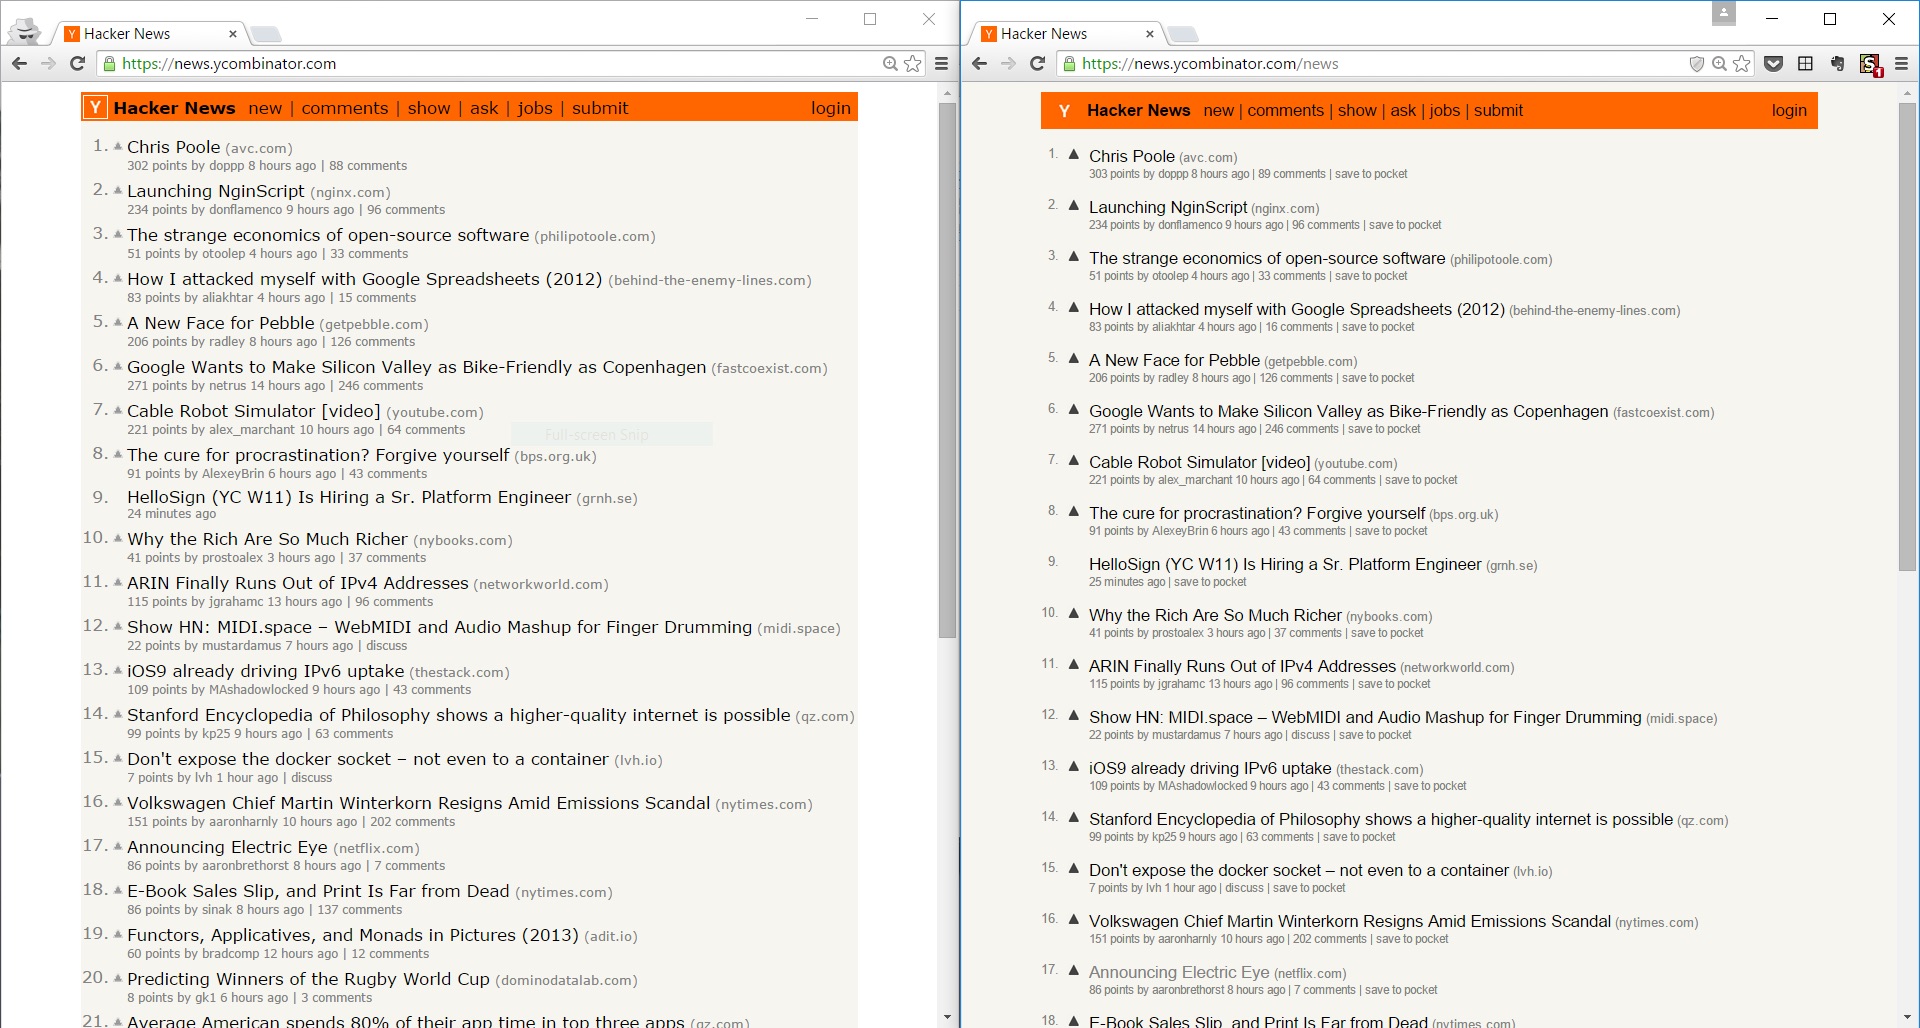 Hacker News
https://news.ycombinator.com
Y Hacker News new | comments | show | ask | jobs | submit login
1. Chris Poole (avc.com)
302 points by doppp 8 hours ago | 88 comments
2. Launching NginScript (nginx.com)
234 points by donflamenco 9 hours ago | 96 comments
3. The strange economics of open-source software (philipotoole.com)
51 points by otoolep 4 hours ago | 33 comments
4. How I attacked myself with Google Spreadsheets (2012) (behind-the-enemy-lines.com)
83 points by aliakhtar 4 hours ago | 15 comments
5. A New Face for Pebble (getpebble.com)
206 points by radley 8 hours ago | 126 comments
6. Google Wants to Make Silicon Valley as Bike-Friendly as Copenhagen (fastcoexist.com)
271 points by netrus 14 hours ago | 246 comments
7. Cable Robot Simulator [video] (youtube.com)
221 points by alex_marchant 10 hours ago | 64 comments
Full-screen Snip
8. The cure for procrastination? Forgive yourself (bps.org.uk)
91 points by AlexeyBrin 6 hours ago | 43 comments
9. HelloSign (YC W11) Is Hiring a Sr. Platform Engineer (grnh.se)
24 minutes ago
10. Why the Rich Are So Much Richer (nybooks.com)
41 points by prostoalex 3 hours ago | 37 comments
11. ARIN Finally Runs Out of IPv4 Addresses (networkworld.com)
115 points by jgrahamc 13 hours ago | 96 comments
12. Show HN: MIDI.space – WebMIDI and Audio Mashup for Finger Drumming (midi.space)
22 points by mustardamus 7 hours ago | discuss
13. iOS9 already driving IPv6 uptake (thestack.com)
109 points by MAshadowlocked 9 hours ago | 43 comments
14. Stanford Encyclopedia of Philosophy shows a higher-quality internet is possible (qz.com)
99 points by kp25 9 hours ago | 63 comments
15. Don't expose the docker socket – not even to a container (lvh.io)
7 points by lvh 1 hour ago | discuss
16. Volkswagen Chief Martin Winterkorn Resigns Amid Emissions Scandal (nytimes.com)
151 points by aaronharnly 10 hours ago | 202 comments
17. Announcing Electric Eye (netflix.com)
86 points by aaronbrethorst 8 hours ago | 7 comments
18. E-Book Sales Slip, and Print Is Far from Dead (nytimes.com)
86 points by sinak 8 hours ago | 137 comments
19. Functors, Applicatives, and Monads in Pictures (2013) (adit.io)
60 points by bradcomp 12 hours ago | 12 comments
20. Predicting Winners of the Rugby World Cup (dominodatalab.com)
8 points by gk1 6 hours ago | 3 comments
21. Average American spends 80% of their app time in top three apps (qz.com)
Hacker News
https://news.ycombinator.com/news
S 1
Y Hacker News new | comments | show | ask | jobs | submit login
1. Chris Poole (avc.com)
303 points by doppp 8 hours ago | 89 comments | save to pocket
2. Launching NginScript (nginx.com)
234 points by donflamenco 9 hours ago | 96 comments | save to pocket
3. The strange economics of open-source software (philipotoole.com)
51 points by otoolep 4 hours ago | 33 comments | save to pocket
4. How I attacked myself with Google Spreadsheets (2012) (behind-the-enemy-lines.com)
83 points by aliakhtar 4 hours ago | 16 comments | save to pocket
5. A New Face for Pebble (getpebble.com)
206 points by radley 8 hours ago | 126 comments | save to pocket
6. Google Wants to Make Silicon Valley as Bike-Friendly as Copenhagen (fastcoexist.com)
271 points by netrus 14 hours ago | 246 comments | save to pocket
7. Cable Robot Simulator [video] (youtube.com)
221 points by alex_marchant 10 hours ago | 64 comments | save to pocket
8. The cure for procrastination? Forgive yourself (bps.org.uk)
91 points by AlexeyBrin 6 hours ago | 43 comments | save to pocket
9. HelloSign (YC W11) Is Hiring a Sr. Platform Engineer (grnh.se)
25 minutes ago | save to pocket
10. Why the Rich Are So Much Richer (nybooks.com)
41 points by prostoalex 3 hours ago | 37 comments | save to pocket
11. ARIN Finally Runs Out of IPv4 Addresses (networkworld.com)
115 points by jgrahamc 13 hours ago | 96 comments | save to pocket
12. Show HN: MIDI.space – WebMIDI and Audio Mashup for Finger Drumming (midi.space)
22 points by mustardamus 7 hours ago | discuss | save to pocket
13. iOS9 already driving IPv6 uptake (thestack.com)
109 points by MAshadowlocked 9 hours ago | 43 comments | save to pocket
14. Stanford Encyclopedia of Philosophy shows a higher-quality internet is possible (qz.com)
99 points by kp25 9 hours ago | 63 comments | save to pocket
15. Don't expose the docker socket – not even to a container (lvh.io)
7 points by lvh 1 hour ago | discuss | save to pocket
16. Volkswagen Chief Martin Winterkorn Resigns Amid Emissions Scandal (nytimes.com)
151 points by aaronharnly 10 hours ago | 202 comments | save to pocket
17. Announcing Electric Eye (netflix.com)
86 points by aaronbrethorst 8 hours ago | 7 comments | save to pocket
18. E-Book Sales Slip, and Print Is Far from Dead (nytimes.com)